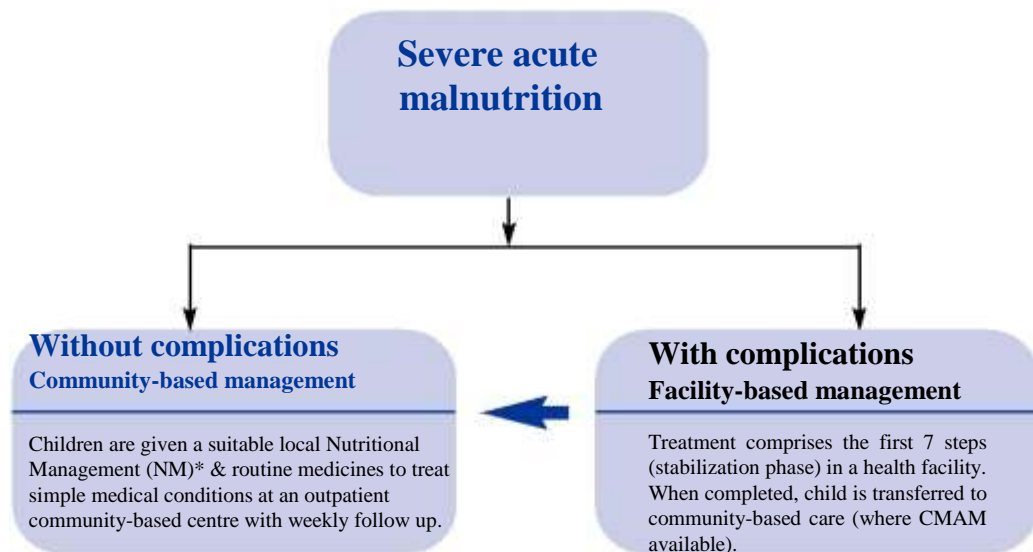 Severe acute
malnutrition
Without complications
Community-based management
Children are given a suitable local Nutritional
Management (NM)* & routine medicines to treat
simple medical conditions at an outpatient
community-based centre with weekly follow up.
With complications
Facility-based management
Treatment comprises the first 7 steps
(stabilization phase) in a health facility.
When completed, child is transferred to
community-based care (where CMAM
available).